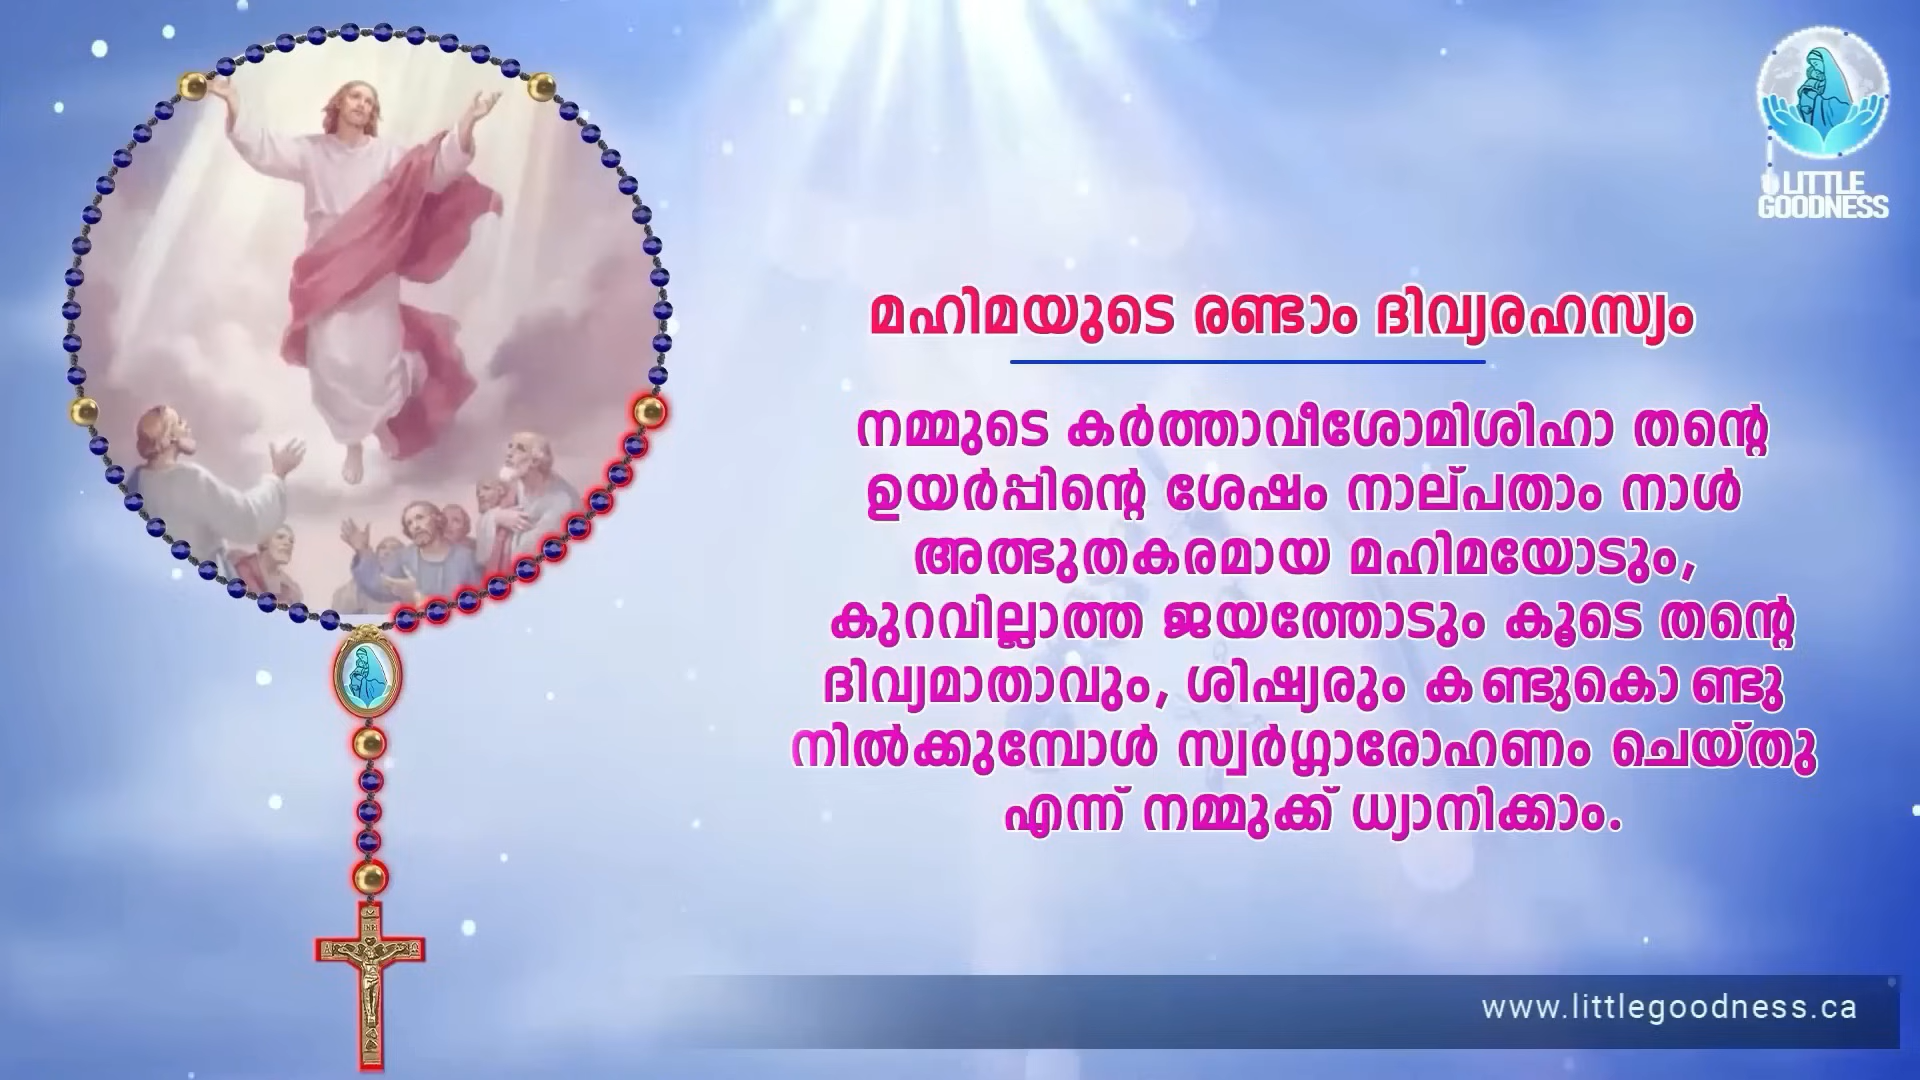 LITTLE
GOODNESS
മഹിമയുടെ രണ്ടാം ദിവ്യരഹസ്യം
നമ്മുടെ കർത്താവീശോമിശിഹാ തന്റെ
ഉയർപ്പിന്റെ ശേഷം നാല്പതാം നാൾ
അത്ഭുതകരമായ മഹിമയോടും,
കുറവില്ലാത്ത ജയത്തോടും കൂടെ തന്റെ
ദിവ്യമാതാവും, ശിഷ്യരും കണ്ടുകൊണ്ടു
നിൽക്കുമ്പോൾ സ്വർഗ്ഗാരോഹണം ചെയ്തു
എന്ന് നമ്മുക്ക് ധ്യാനിക്കാം.
INRI
www.littlegoodness.ca